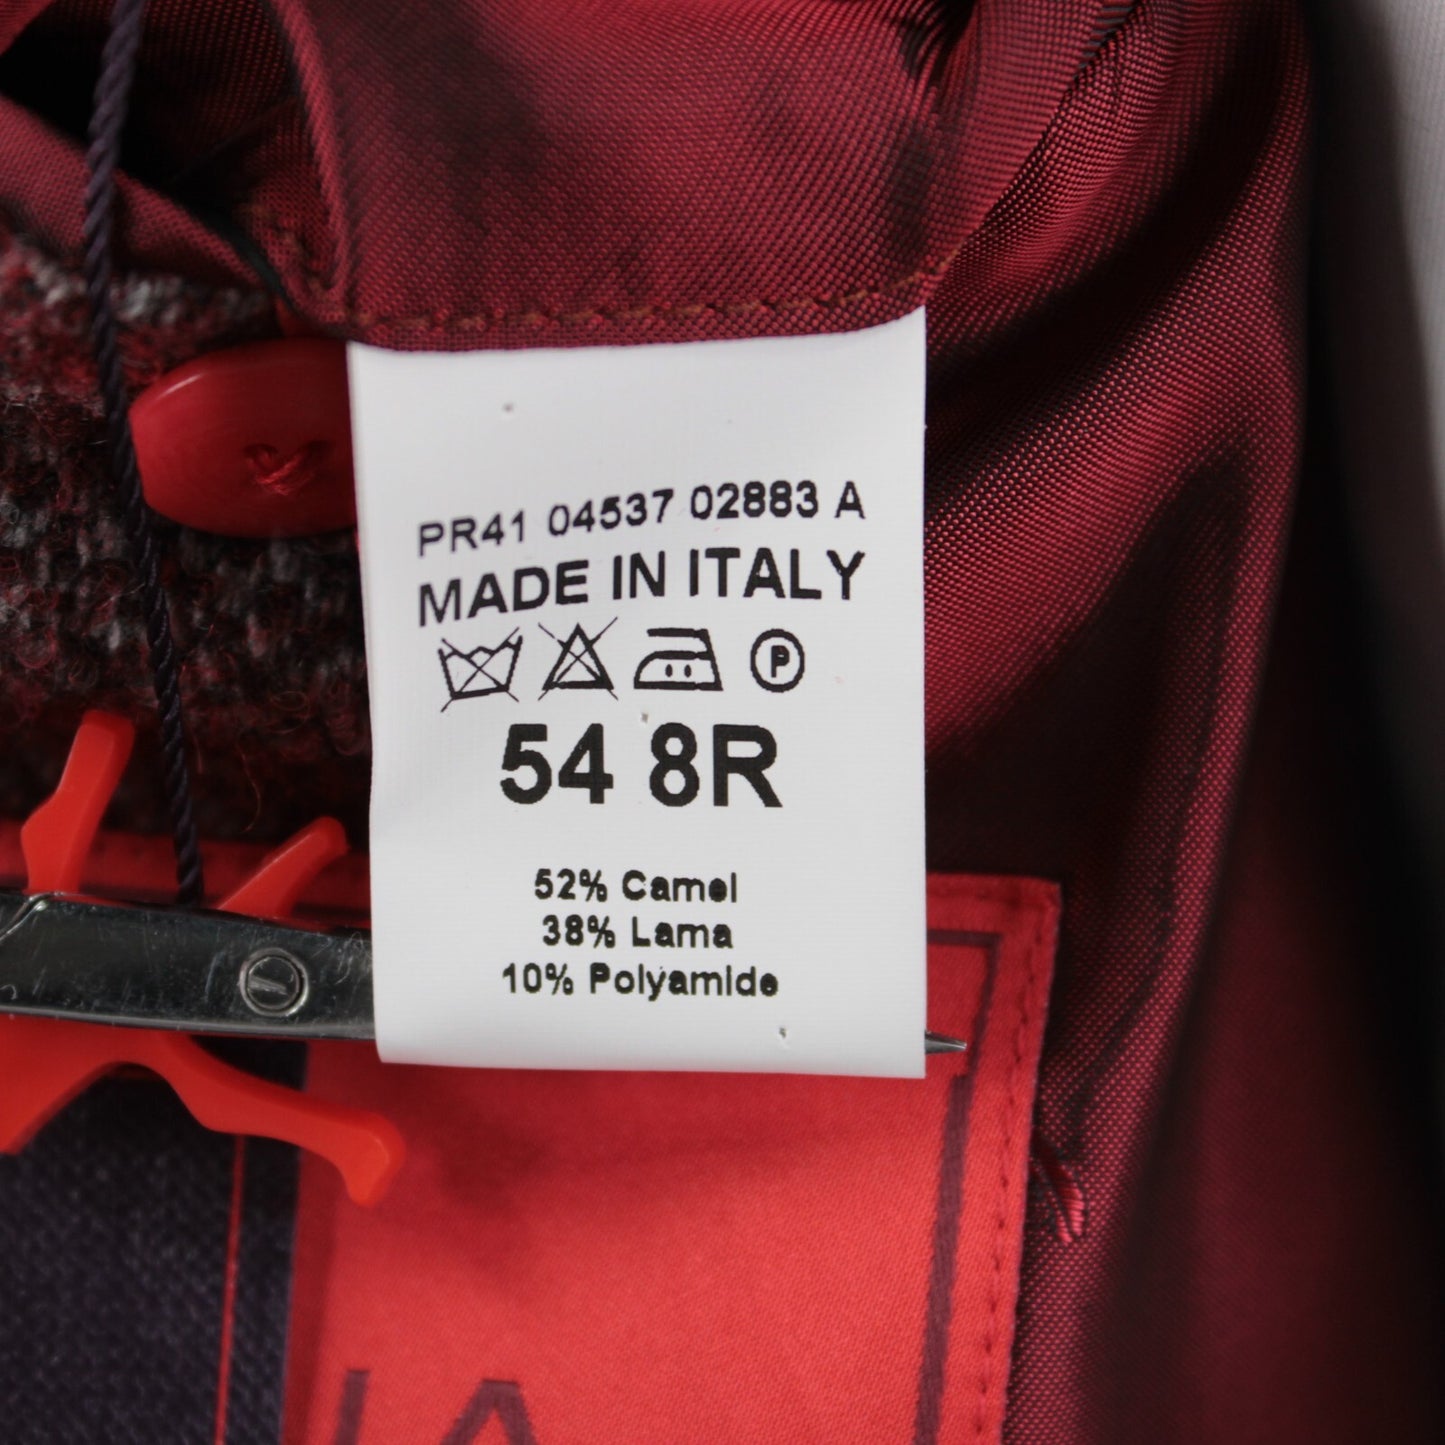 PR41 04537 02883 A
MADE IN ITALY
P
54 8R
52% Camel
38% Lama
10% Polyamide